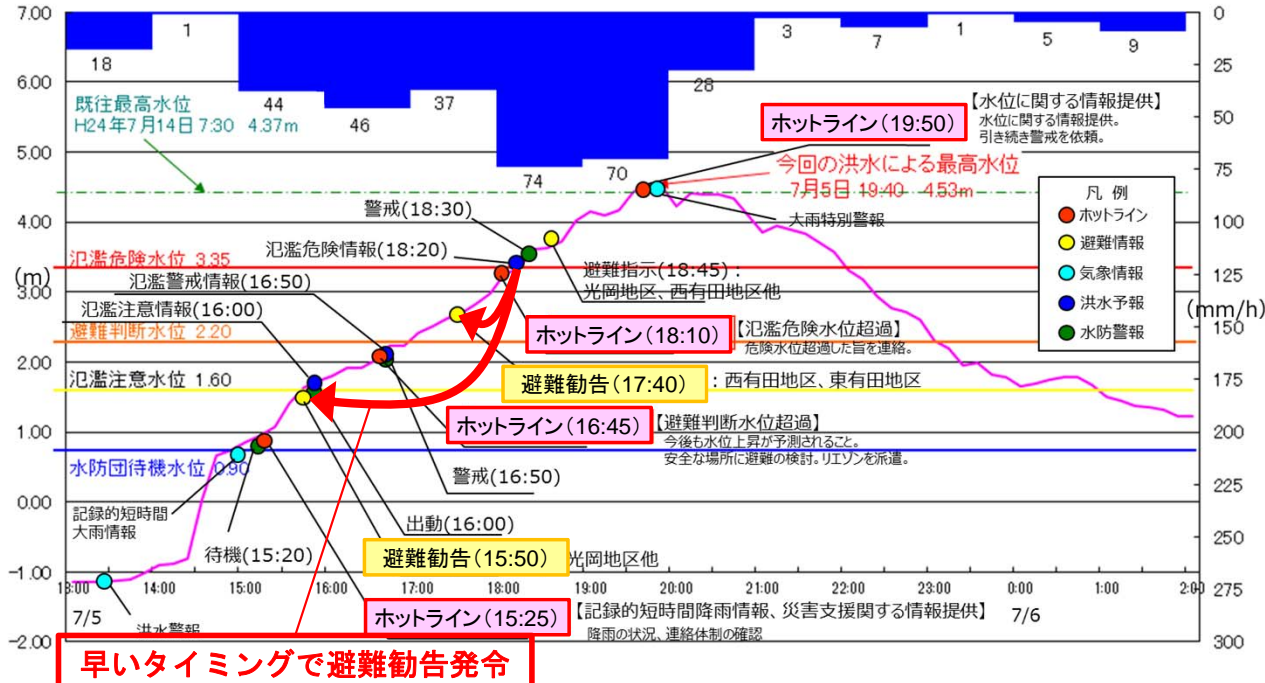 7.00
6.00
5.00
4.00
3.00
2.00
1.00
0.00
-1.00
-2.00
(m)
0
25
50
75
100
125
150
175
200
225
250
275
300
(mm/h)
18
1
44
46
37
74
70
28
3
7
1
5
9
既往最高水位
H24年7月14日 7:30 4.37m
ホットライン(19:50)
【水位に関する情報提供】
水位に関する情報提供。
引き続き警戒を依頼。
今回の洪水による最高水位
7月5日 19:40 4.53m
大雨特別警報
凡 例
ホットライン
避難情報
気象情報
洪水予報
水防警報
警戒(18:30)
氾濫危険情報(18:20)
氾濫危険水位 3.35
氾濫警戒情報(16:50)
氾濫注意情報(16:00)
避難判断水位 2.20
氾濫注意水位 1.60
水防団待機水位 0.90
避難指示(18:45):
光岡地区、西有田地区他
ホットライン(18:10)
【氾濫危険水位超過】
危険水位超過した旨を連絡。
避難勧告(17:40)
:西有田地区、東有田地区
ホットライン(16:45)
【避難判断水位超過】
今後も水位上昇が予測されること。
安全な場所に避難の検討。リエゾンを派遣。
警戒(16:50)
記録的短時間
大雨情報
出動(16:00)
待機(15:20)
避難勧告(15:50)
光岡地区他
13:00
14:00
15:00
16:00
17:00
18:00
19:00
20:00
21:00
22:00
23:00
0:00
1:00
2:00
7/5
7/6
洪水警報
ホットライン(15:25)
【記録的短時間降雨情報、災害支援関する情報提供】
降雨の状況、連絡体制の確認
早いタイミングで避難勧告発令